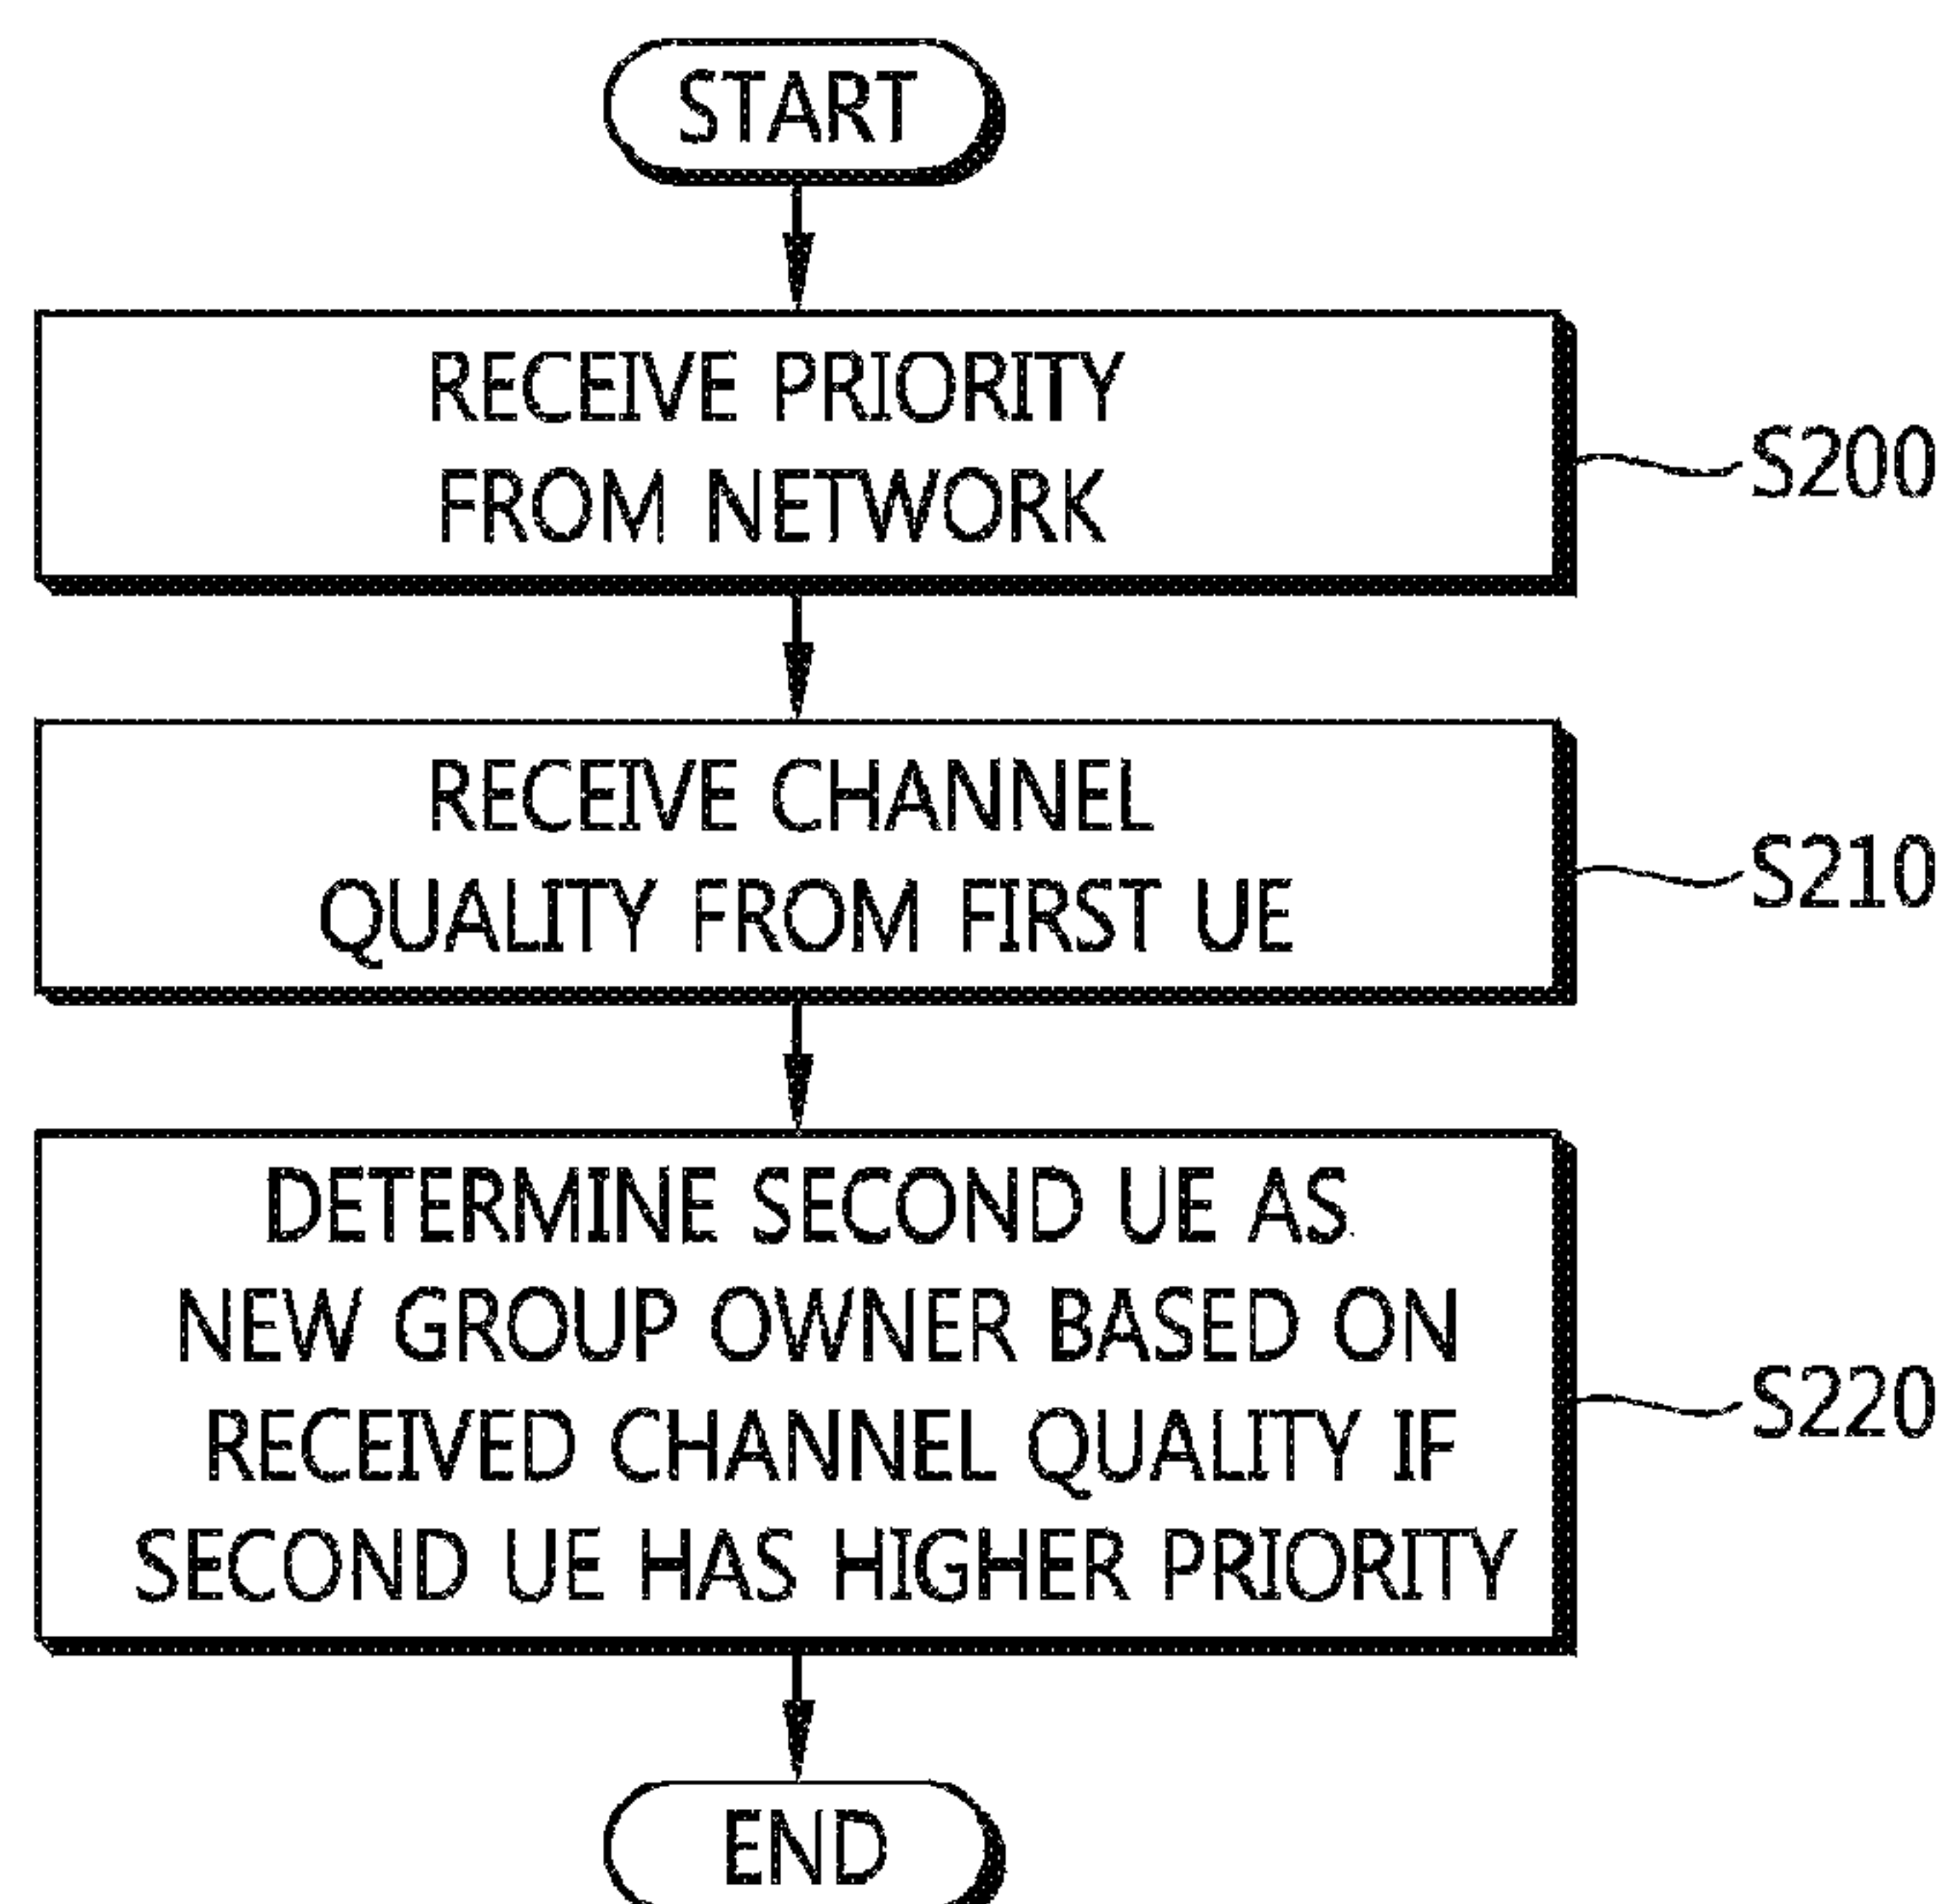 START
RECEIVE PRIORITY
FROM NETWORK
S200
RECEIVE CHANNEL
QUALITY FROM FIRST UE
S210
DETERMINE SECOND UE AS
NEW GROUP OWNER BASED ON
RECEIVED CHANNEL QUALITY IF
SECOND UE HAS HIGHER PRIORITY
S220
END